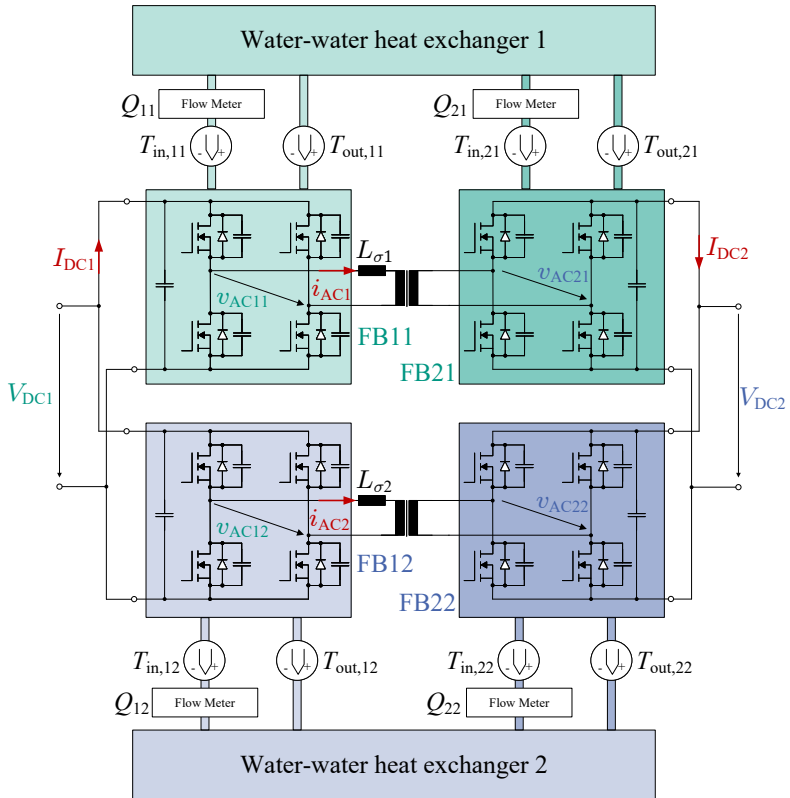 Water-water heat exchanger 1
Q11 Flow Meter Q21 Flow Meter
Tin,11 - + - + Tout,11 Tin,21 - + - + Tout,21
IDC1 Lσ1 IDC2
vAC11 iAC1 vAC21
FB11
FB21
VDC1 VDC2
Lσ2
vAC12 iAC2 vAC22
FB12
FB22
Tin,12 - + - + Tout,12 Tin,22 - + - + Tout,22
Q12 Flow Meter Q22 Flow Meter
Water-water heat exchanger 2